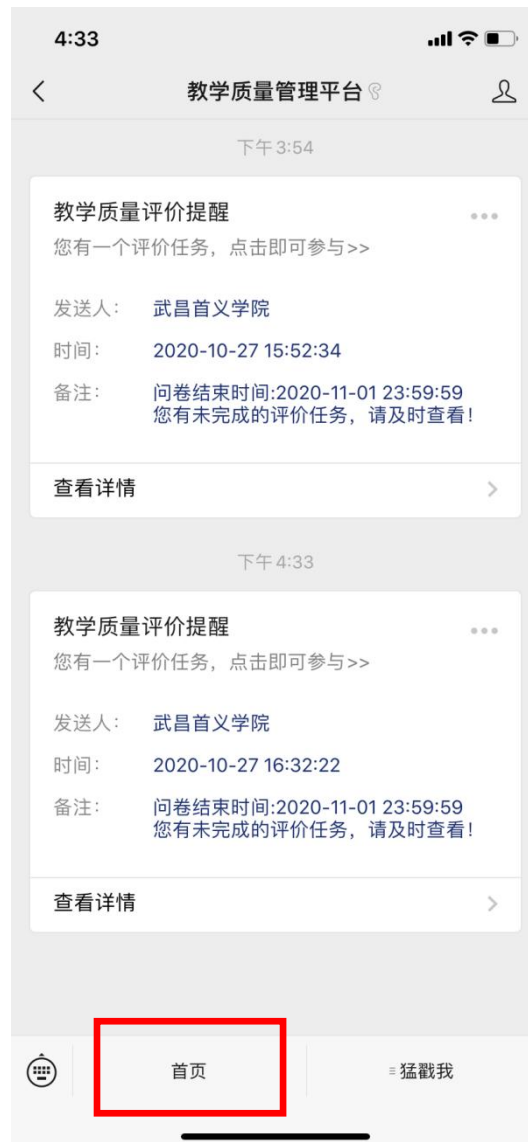 4:33
教学质量管理平台
下午3:54
教学质量评价提醒
您有一个评价任务，点击即可参与>>
发送人： 武昌首义学院
时间： 2020-10-27 15:52:34
备注： 问卷结束时间:2020-11-01 23:59:59
您有未完成的评价任务，请及时查看！
查看详情
下午4:33
教学质量评价提醒
您有一个评价任务，点击即可参与>>
发送人： 武昌首义学院
时间： 2020-10-27 16:32:22
备注： 问卷结束时间:2020-11-01 23:59:59
您有未完成的评价任务，请及时查看！
查看详情
首页 猛戳我